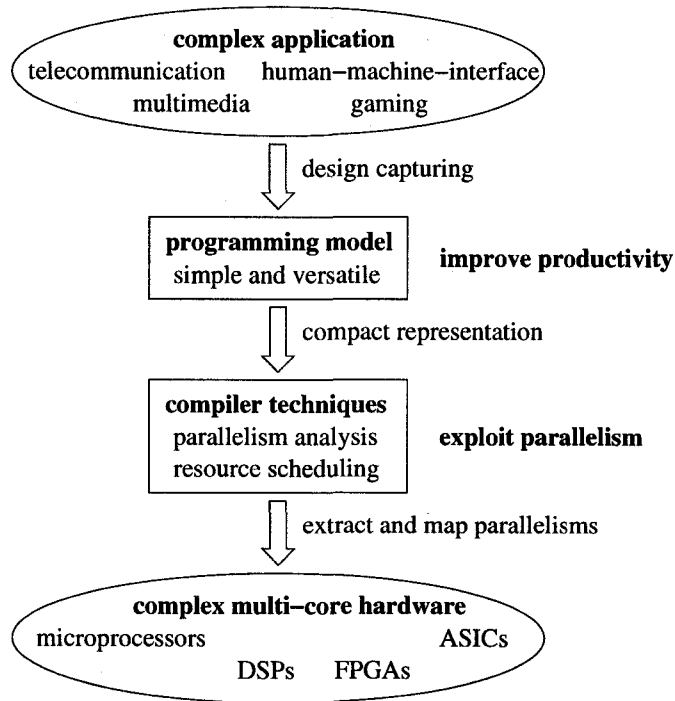 complex application
telecommunication human-machine-interface
multimedia gaming
design capturing
programming model
simple and versatile
improve productivity
compact representation
compiler techniques
parallelism analysis
resource scheduling
exploit parallelism
extract and map parallelisms
complex multi-core hardware
microprocessors ASICs
DSPs FPGAs